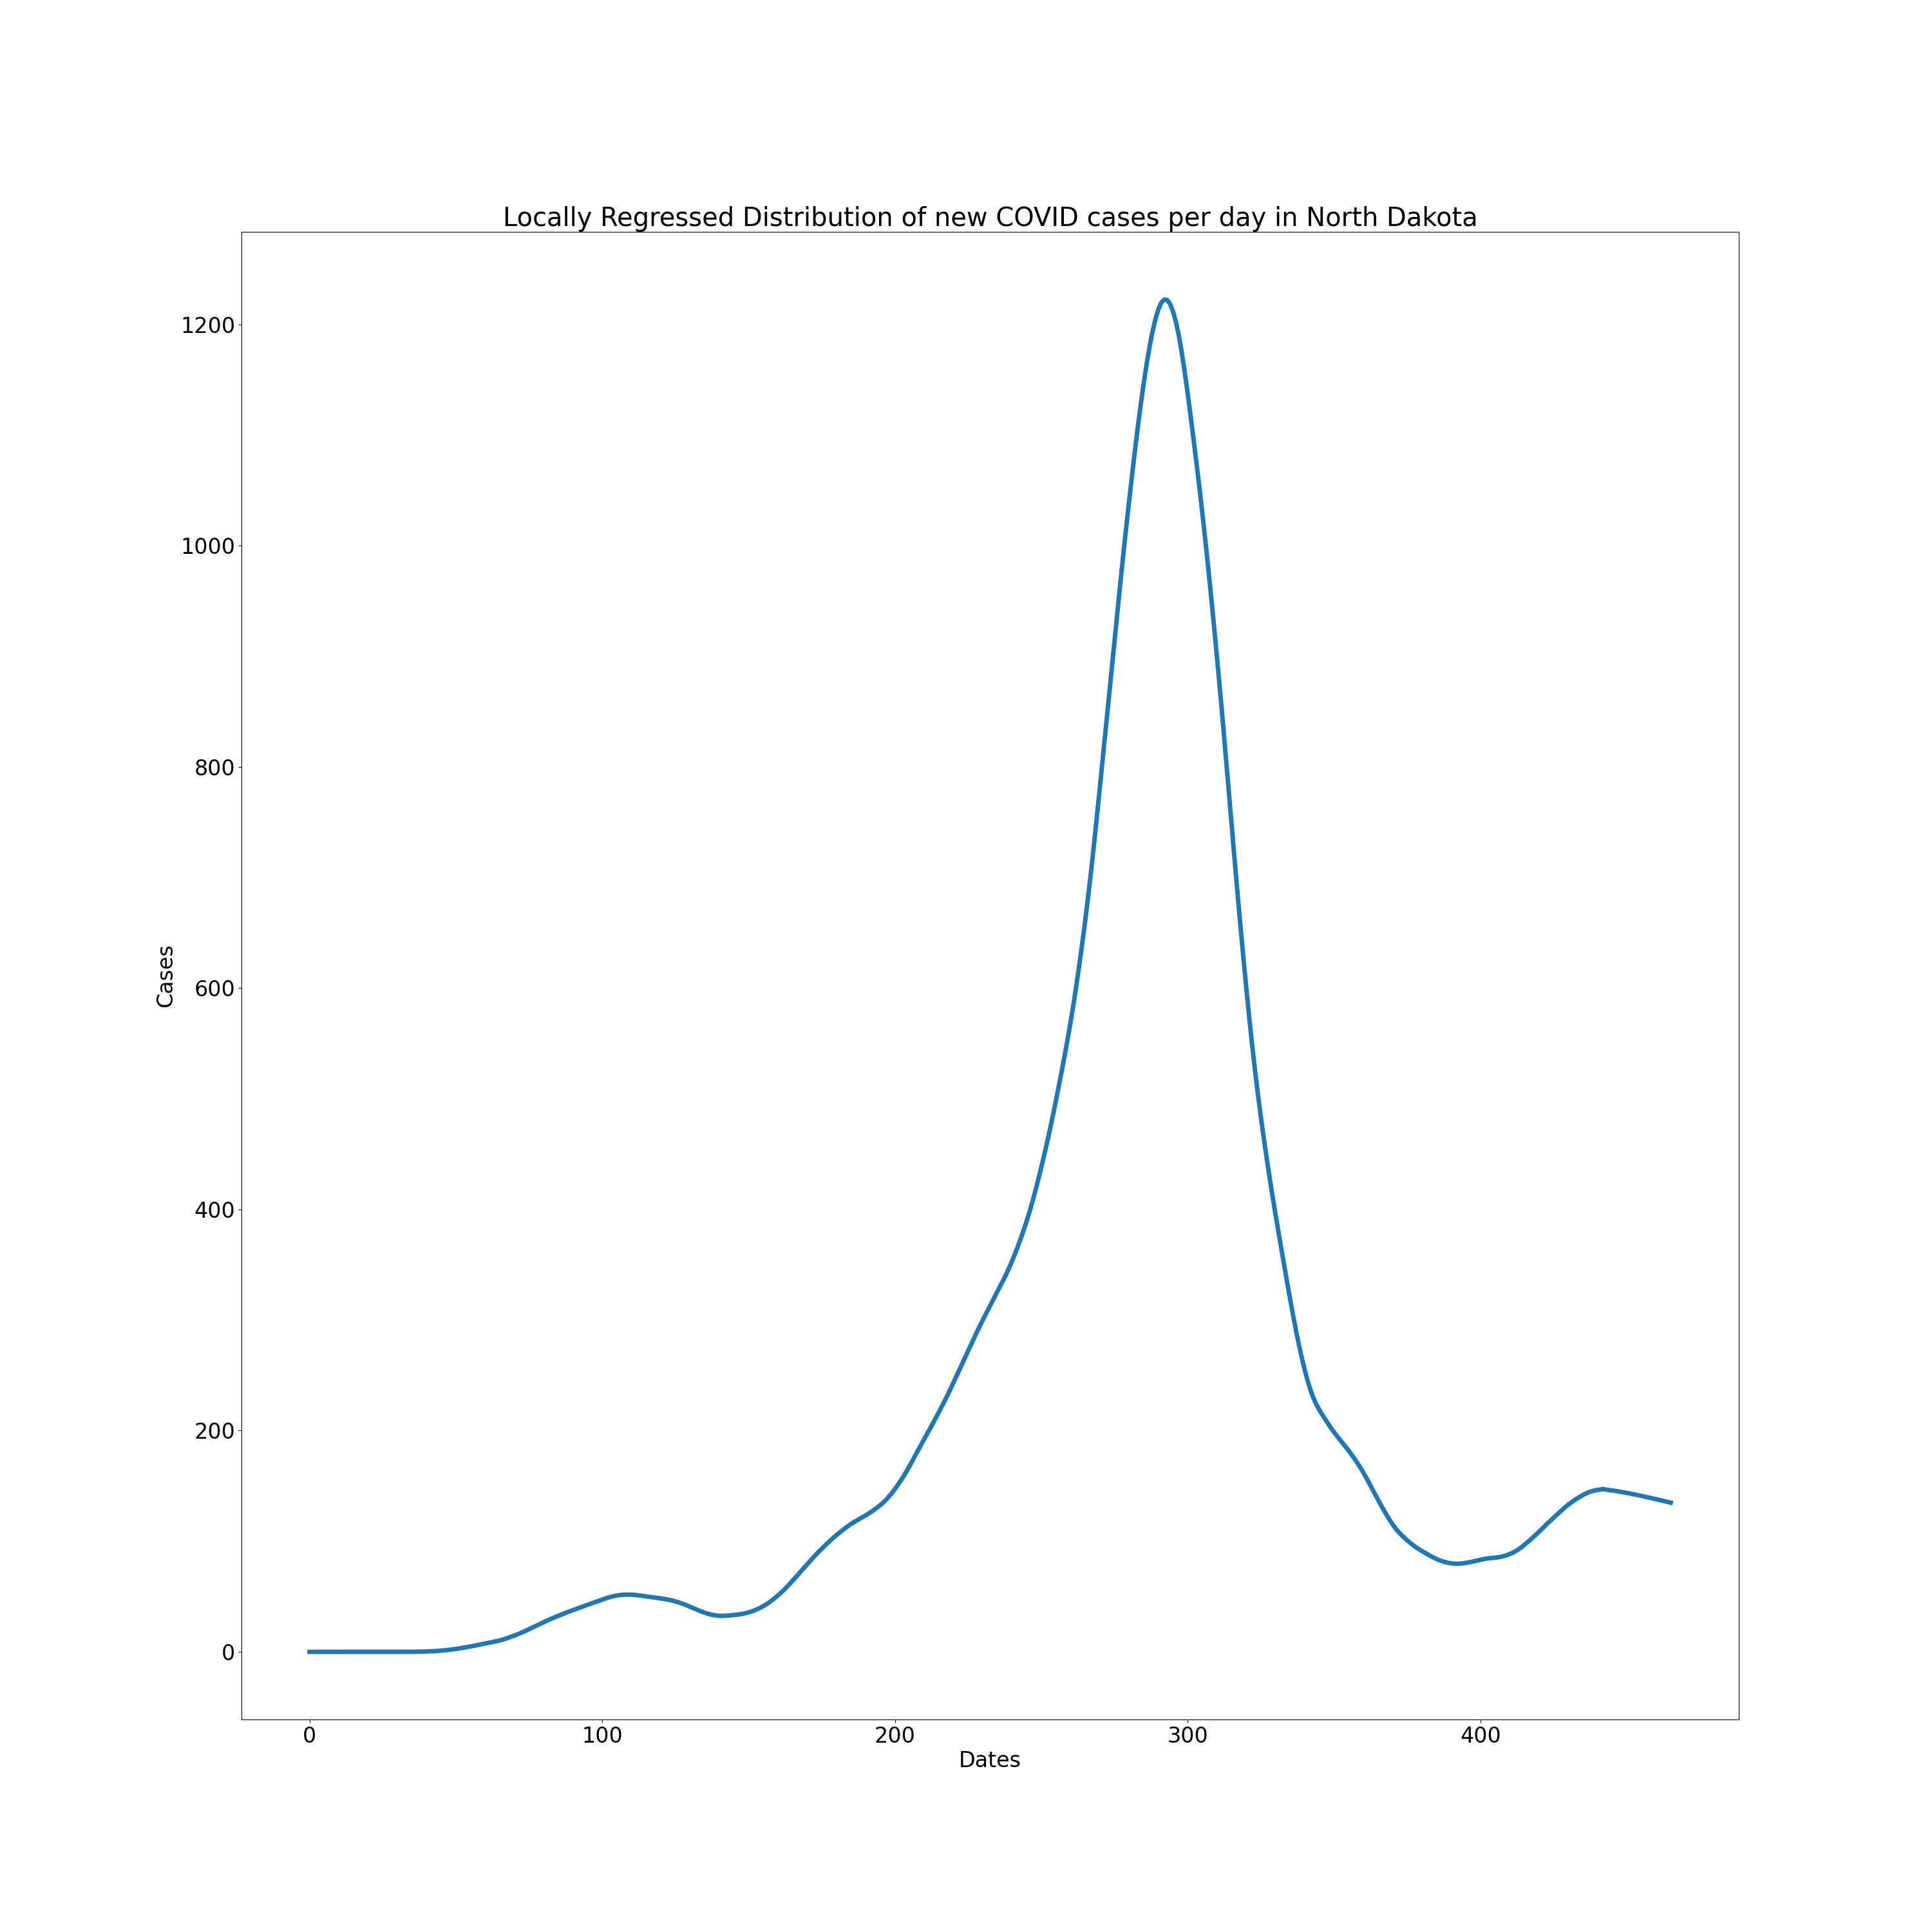 Locally Regressed Distribution of new COVID cases per day in North Dakota
1200
1000
800
600
400
200
0
Cases
0 100 200 300 400
Dates